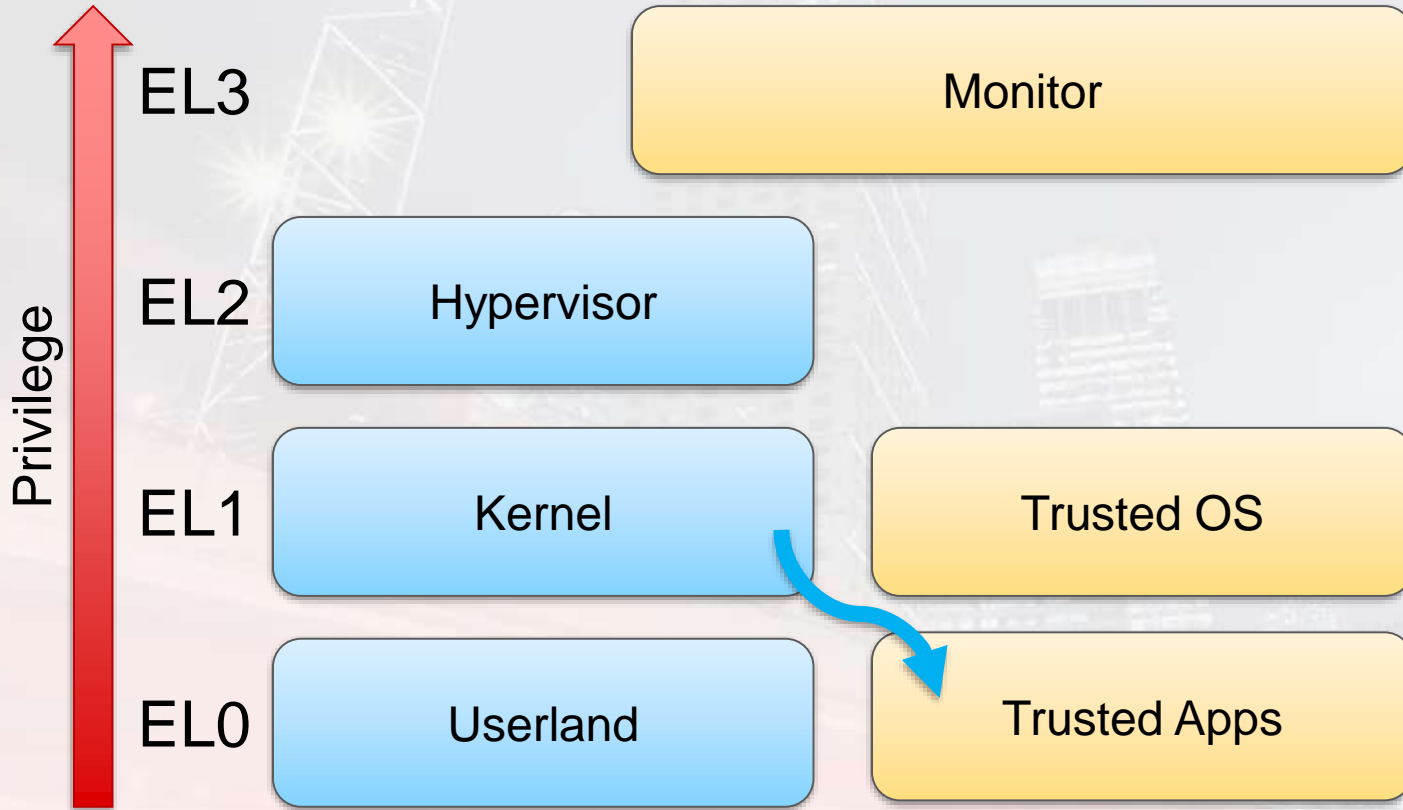 Privilege
EL3
Monitor
EL2
Hypervisor
EL1
Kernel
Trusted OS
EL0
Userland
Trusted Apps